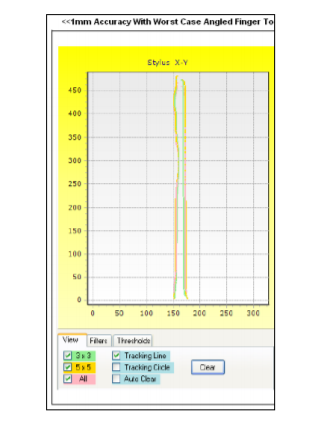 <<1mm Accuracy With Worst Case Angled Finger To
Stylus X-Y
450
400
350
300
250
200
150
100
50
0
0 50 100 150 200 250 300
View Filters Thresholds
3 x 3 Tracking Line
5 x 5 Tracking Circle Clear
All Auto Clear